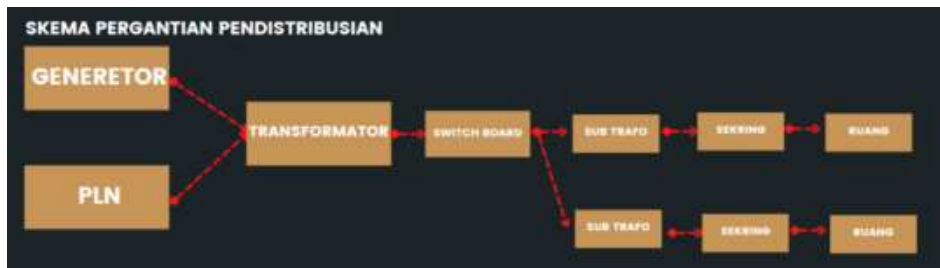 SKEMA PERGANTIAN PENDISTRIBUSIAN
GENERETOR
PLN
TRANSFORMATOR
SWITCH BOARD
SUB TRAFO
SEKRING
RUANG
SUB TRAFO
SEKRING
RUANG